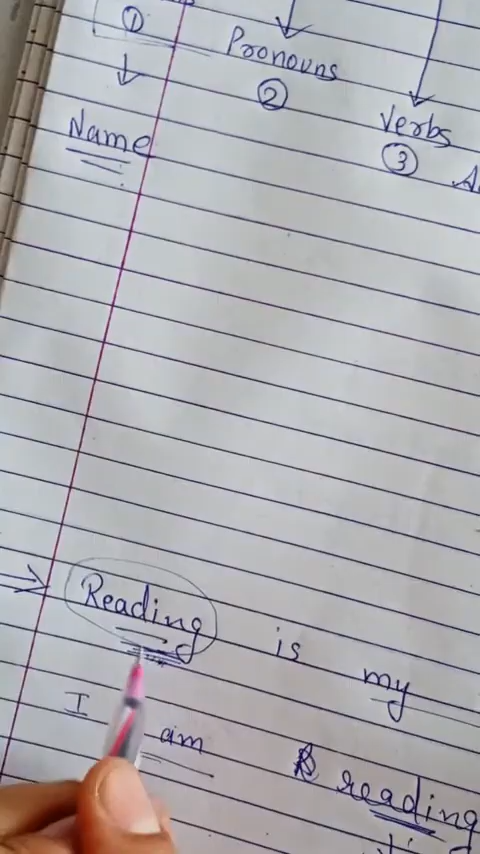 ①
Pronouns
②
Verbs
③
Name
Reading is my
I am reading